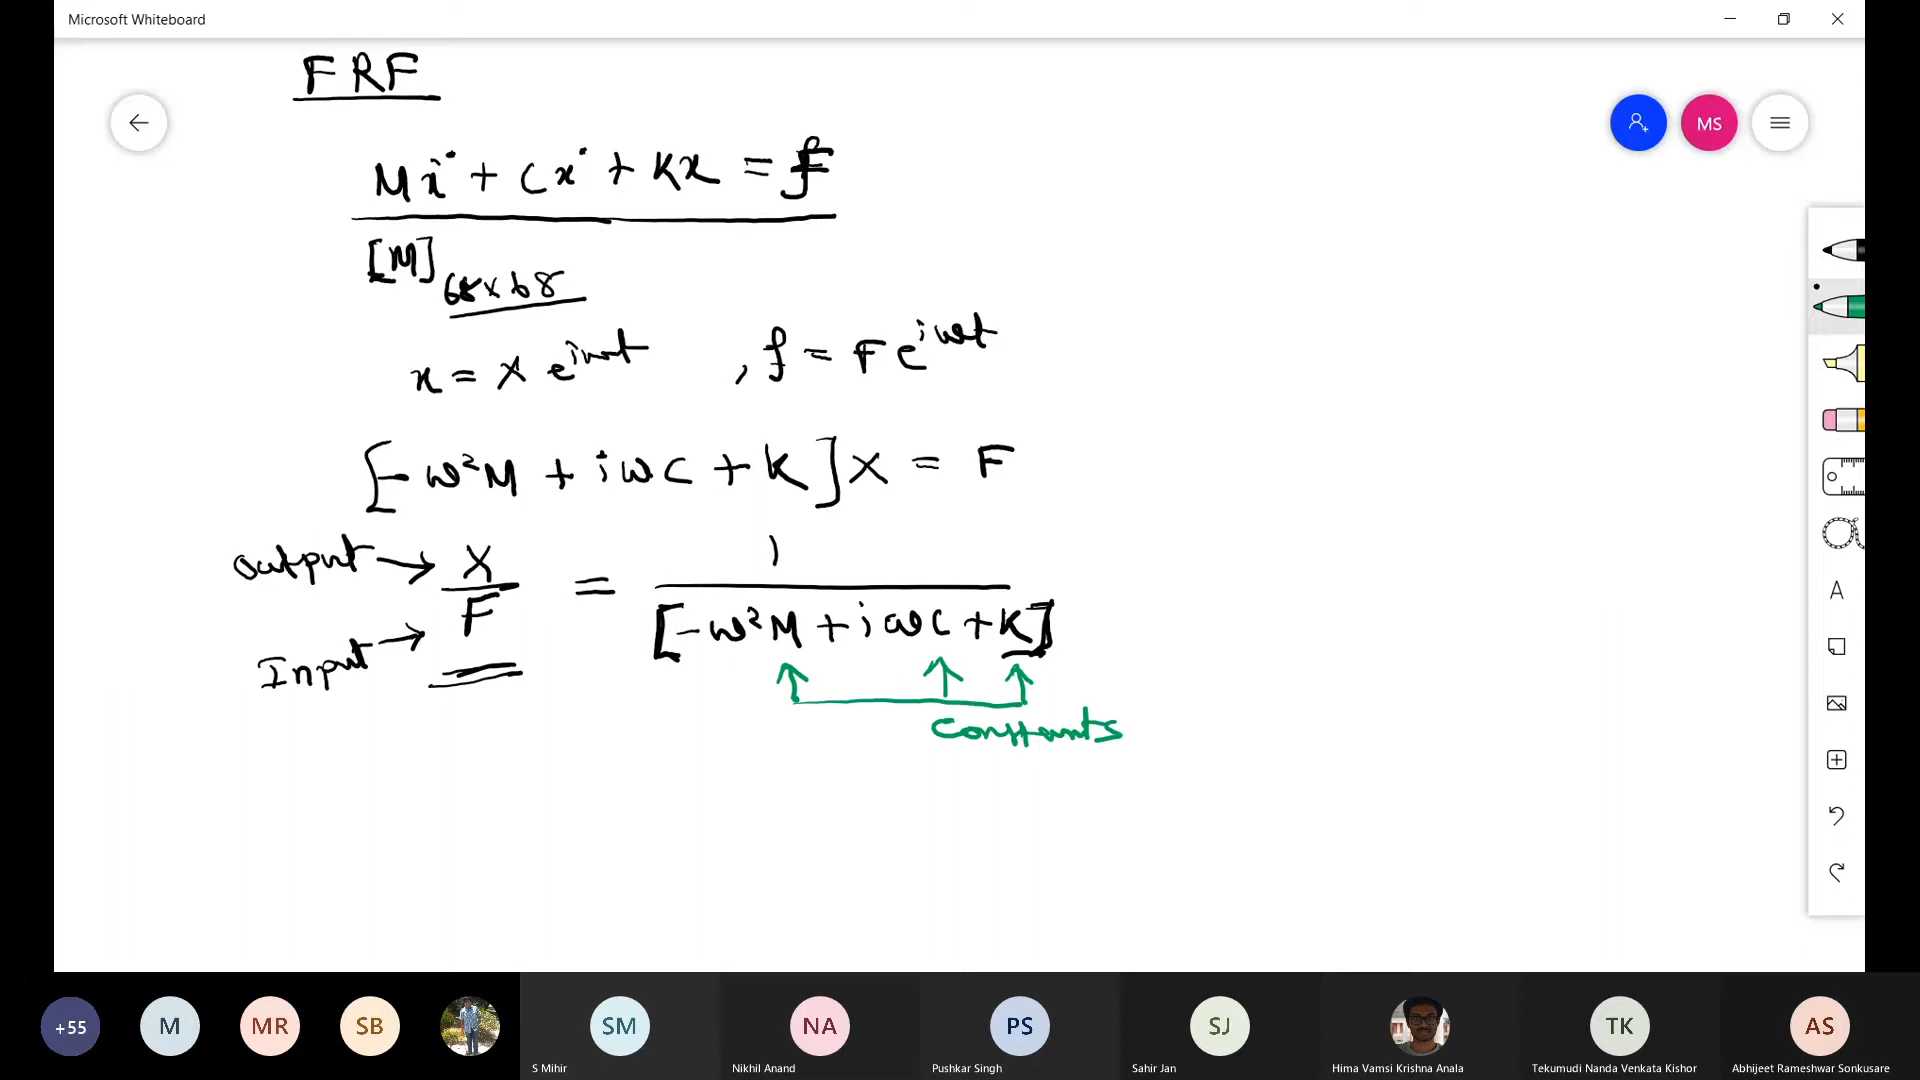 Microsoft Whiteboard
FRF
MS
Mẍ + Cẋ + Kx = f
[M] 68x68
x = X e^iωt , f = F e^iωt
[-ω²M + iωC + K] X = F
Output → X/F = 1/[-ω²M + iωC + K]
Input →
Constants
A
+55
M
MR
SB
SM
NA
PS
SJ
TK
AS
S Mihir
Nikhil Anand
Pushkar Singh
Sahir Jan
Hima Vamsi Krishna Anala
Tekumudi Nanda Venkata Kishor
Abhijeet Rameshwar Sonkusare